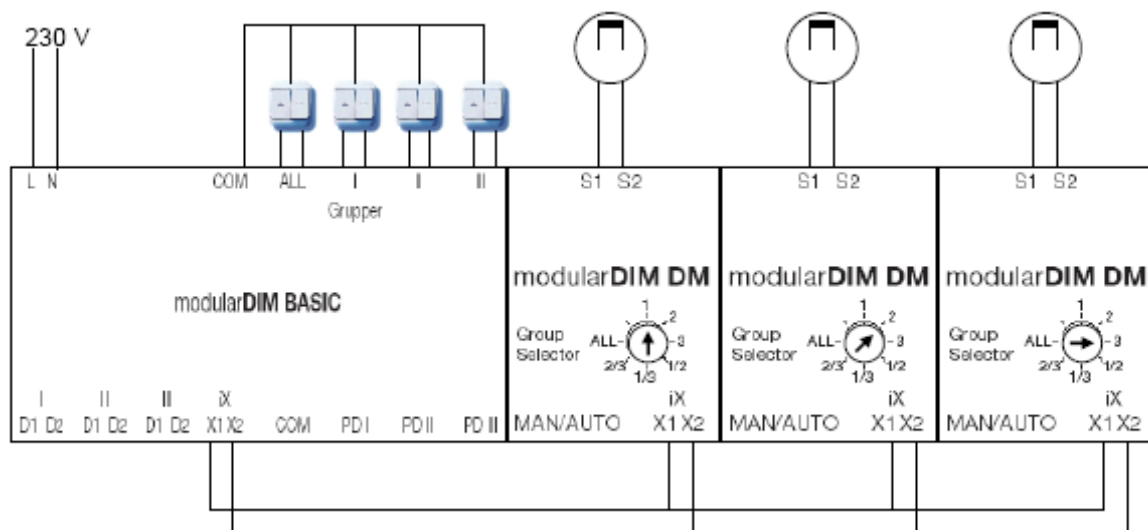 230 V
L N COM ALL I II III S1 S2 S1 S2 S1 S2
Grupper
modularDIM BASIC
modularDIM DM modularDIM DM modularDIM DM
Group Selector ALL 1 2 3 1/2 1/3 2/3
Group Selector ALL 1 2 3 1/2 1/3 2/3
Group Selector ALL 1 2 3 1/2 1/3 2/3
I II III iX iX iX iX
D1 D2 D1 D2 D1 D2 X1 X2 COM PD I PD II PD III MAN/AUTO X1 X2 MAN/AUTO X1 X2 MAN/AUTO X1 X2